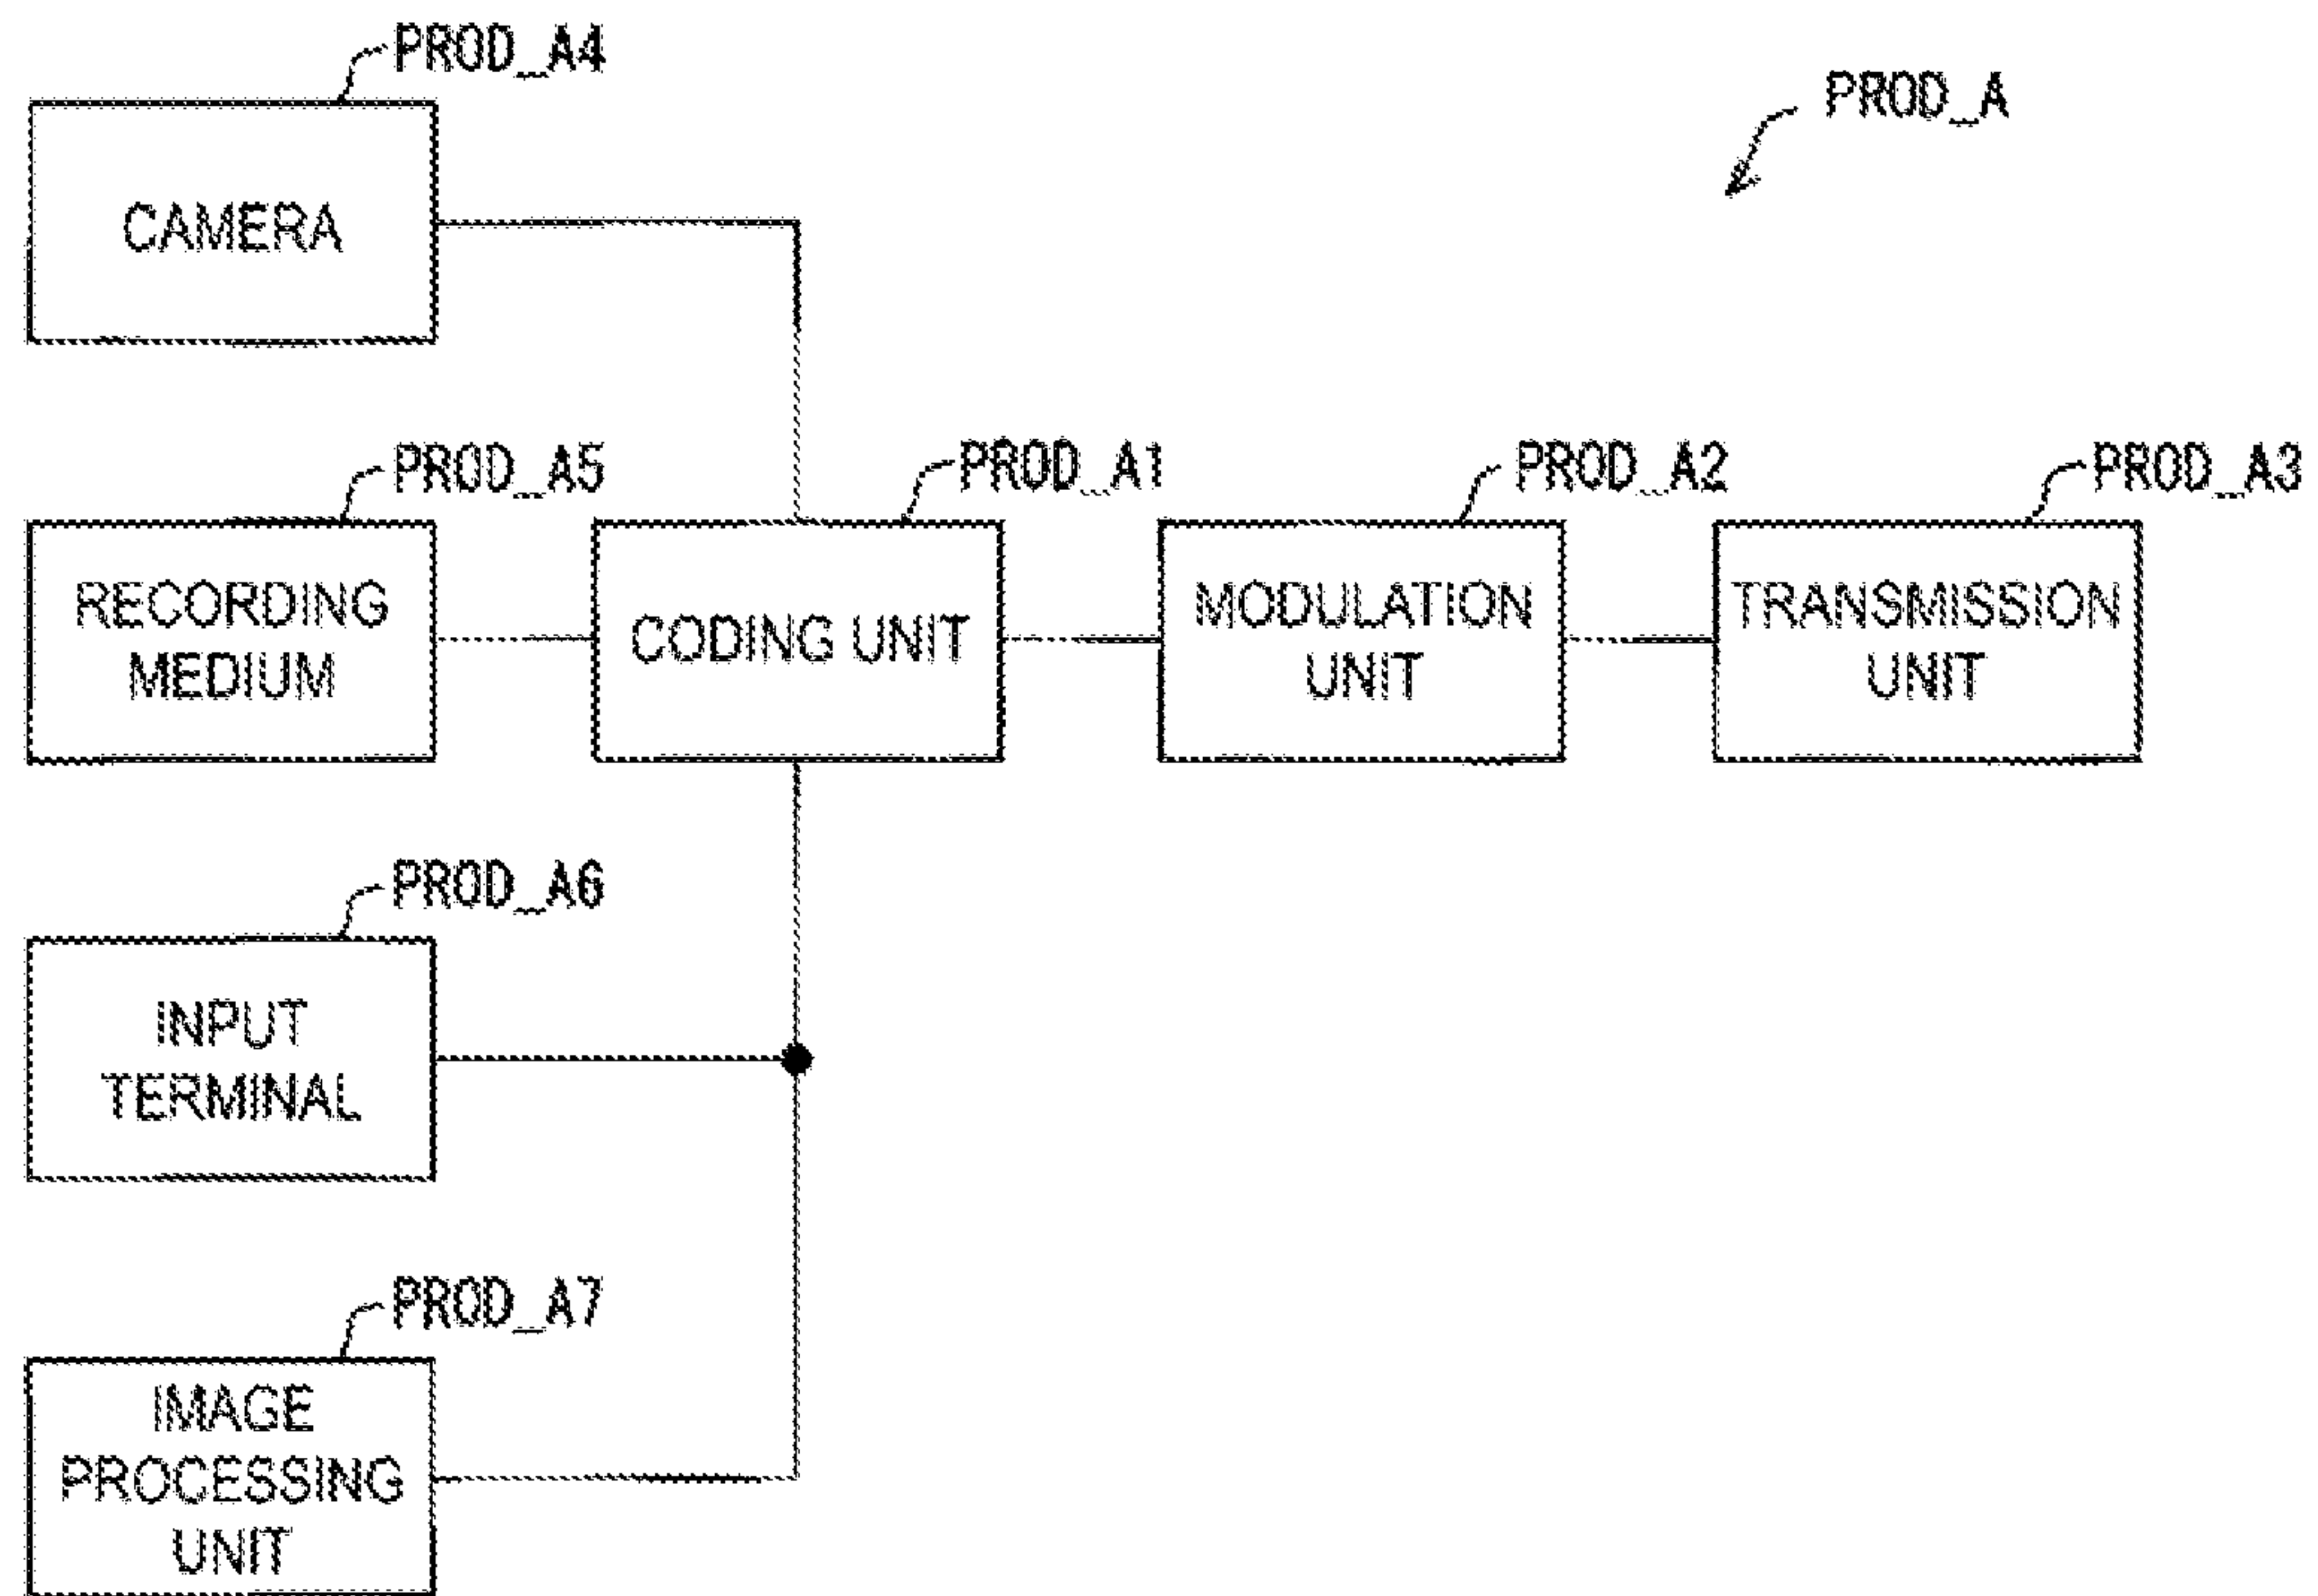 PROD_A4
PROD_A
CAMERA
PROD_A5
PROD_A1
PROD_A2
PROD_A3
RECORDING
MEDIUM
CODING UNIT
MODULATION
UNIT
TRANSMISSION
UNIT
PROD_A6
INPUT
TERMINAL
PROD_A7
IMAGE
PROCESSING
UNIT